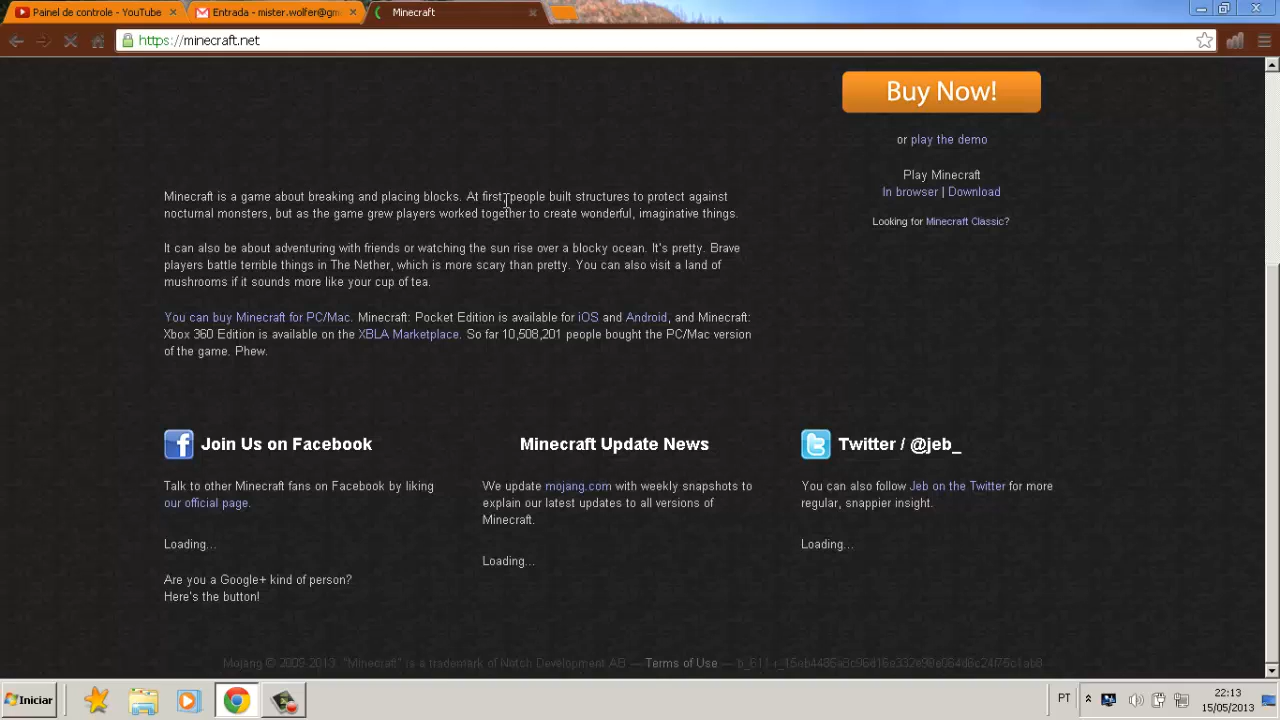 Painel de controle - YouTube
Entrada - mister.wolfer@gm
Minecraft
https://minecraft.net
Buy Now!
or play the demo
Play Minecraft
In browser | Download
Looking for Minecraft Classic?
Minecraft is a game about breaking and placing blocks. At first people built structures to protect against
nocturnal monsters, but as the game grew players worked together to create wonderful, imaginative things.
It can also be about adventuring with friends or watching the sun rise over a blocky ocean. It's pretty. Brave
players battle terrible things in The Nether, which is more scary than pretty. You can also visit a land of
mushrooms if it sounds more like your cup of tea.
You can buy Minecraft for PC/Mac. Minecraft: Pocket Edition is available for iOS and Android, and Minecraft:
Xbox 360 Edition is available on the XBLA Marketplace. So far 10,508,201 people bought the PC/Mac version
of the game. Phew.
Join Us on Facebook
Talk to other Minecraft fans on Facebook by liking
our official page.
Loading...
Are you a Google+ kind of person?
Here's the button!
Minecraft Update News
We update mojang.com with weekly snapshots to
explain our latest updates to all versions of
Minecraft.
Loading...
Twitter / @jeb_
You can also follow Jeb on the Twitter for more
regular, snappier insight.
Loading...
Mojang © 2009-2013. "Minecraft" is a trademark of Notch Development AB — Terms of Use —
Iniciar
PT
22:13
15/05/2013